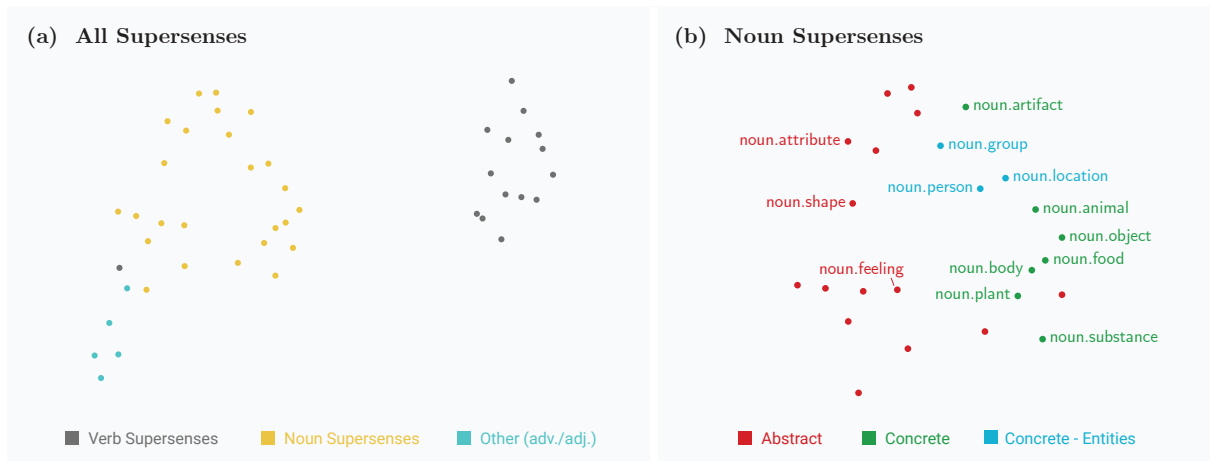 (a) All Supersenses
Verb Supersenses
Noun Supersenses
Other (adv./adj.)
(b) Noun Supersenses
noun.artifact
noun.attribute
noun.group
noun.location
noun.person
noun.shape
noun.animal
noun.object
noun.food
noun.body
noun.feeling
noun.plant
noun.substance
Abstract
Concrete
Concrete - Entities